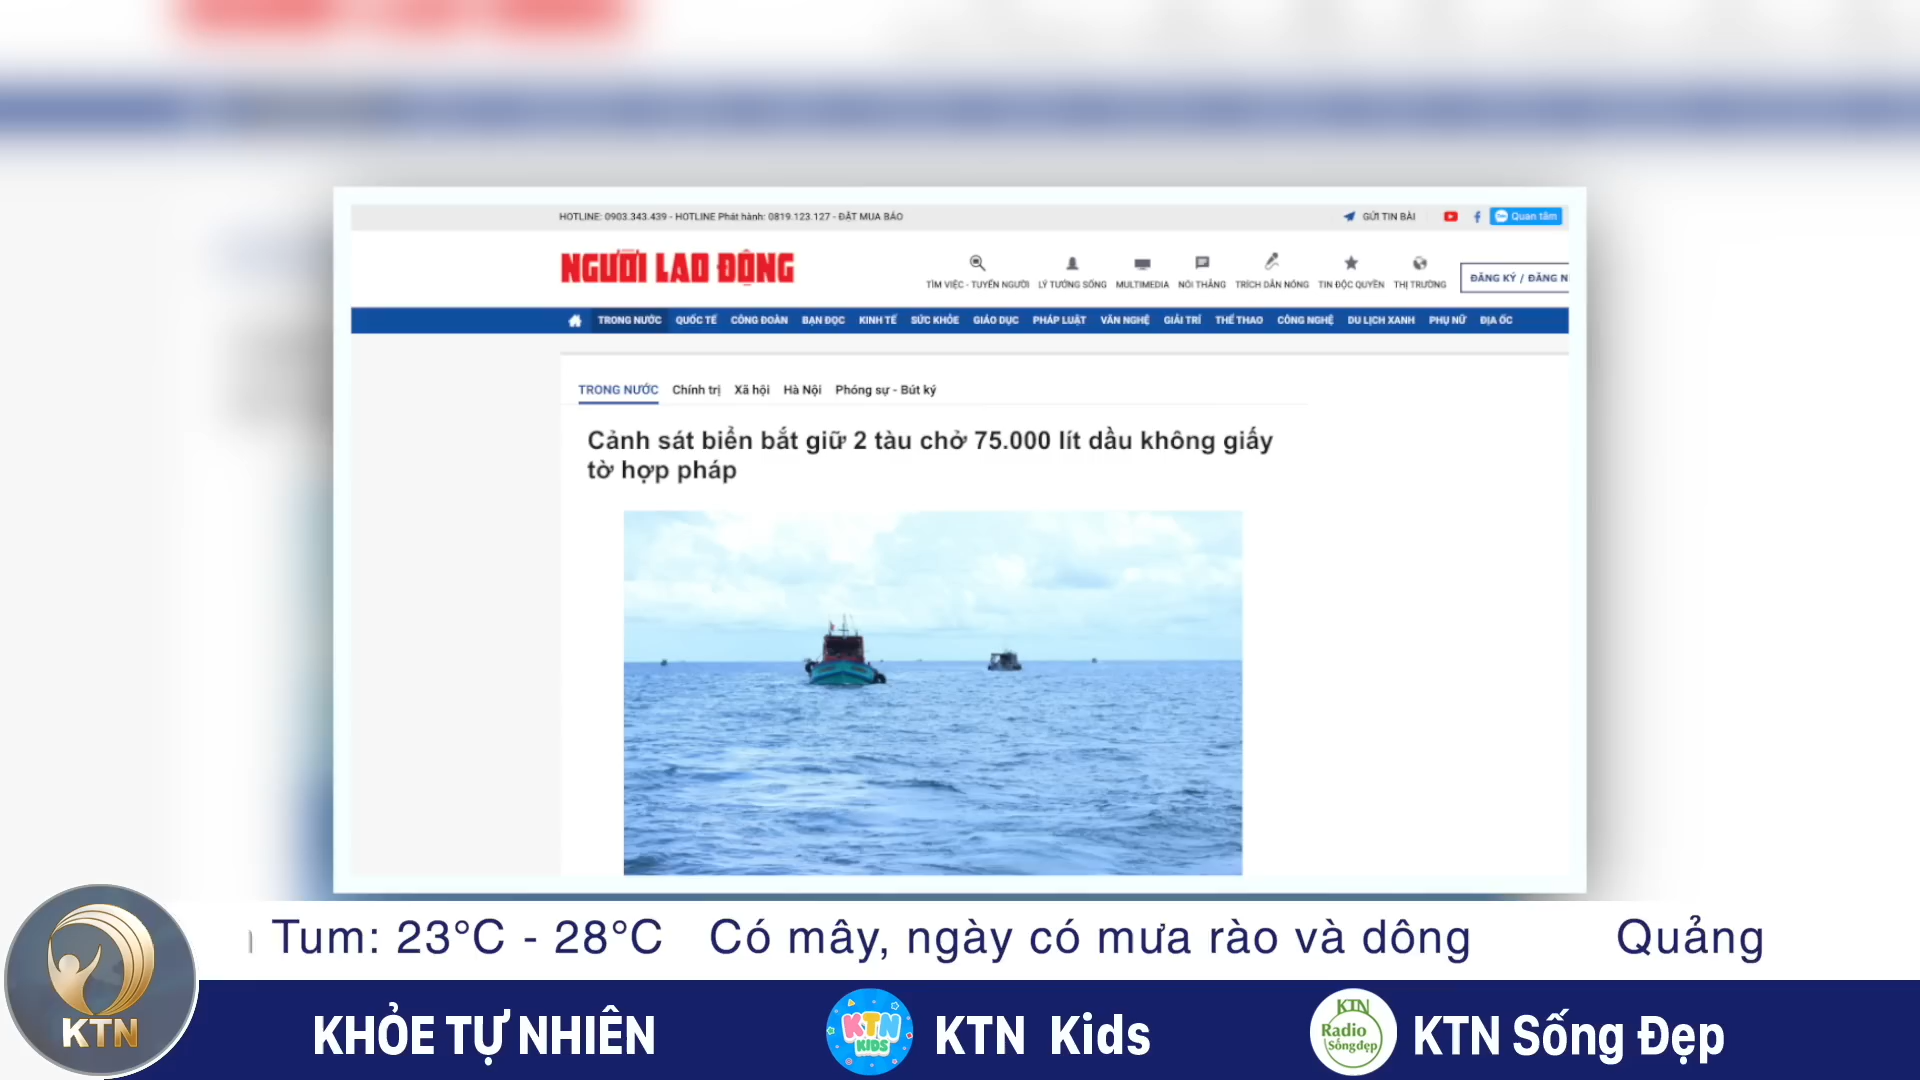 HOTLINE: 0903.343.439 - HOTLINE Phát hành: 0819.123.127 - ĐẶT MUA BÁO
GỬI TIN BÀI
Quan tâm
NGƯỜI LAO ĐỘNG
TÌM VIỆC - TUYỂN NGƯỜI LÝ TƯỞNG SỐNG MULTIMEDIA NÓI THẲNG TRÍCH DẪN NÓNG TIN ĐỘC QUYỀN THỊ TRƯỜNG
ĐĂNG KÝ / ĐĂNG N
TRONG NƯỚC QUỐC TẾ CÔNG ĐOÀN BẠN ĐỌC KINH TẾ SỨC KHỎE GIÁO DỤC PHÁP LUẬT VĂN NGHỆ GIẢI TRÍ THỂ THAO CÔNG NGHỆ DU LỊCH XANH PHỤ NỮ ĐỊA ỐC
TRONG NƯỚC Chính trị Xã hội Hà Nội Phóng sự - Bút ký
Cảnh sát biển bắt giữ 2 tàu chở 75.000 lít dầu không giấy
tờ hợp pháp
Tum: 23°C - 28°C Có mây, ngày có mưa rào và dông Quảng
KTN
KHỎE TỰ NHIÊN
KTN KIDS
KTN Kids
KTN
Radio
Sống đẹp
KTN Sống Đẹp